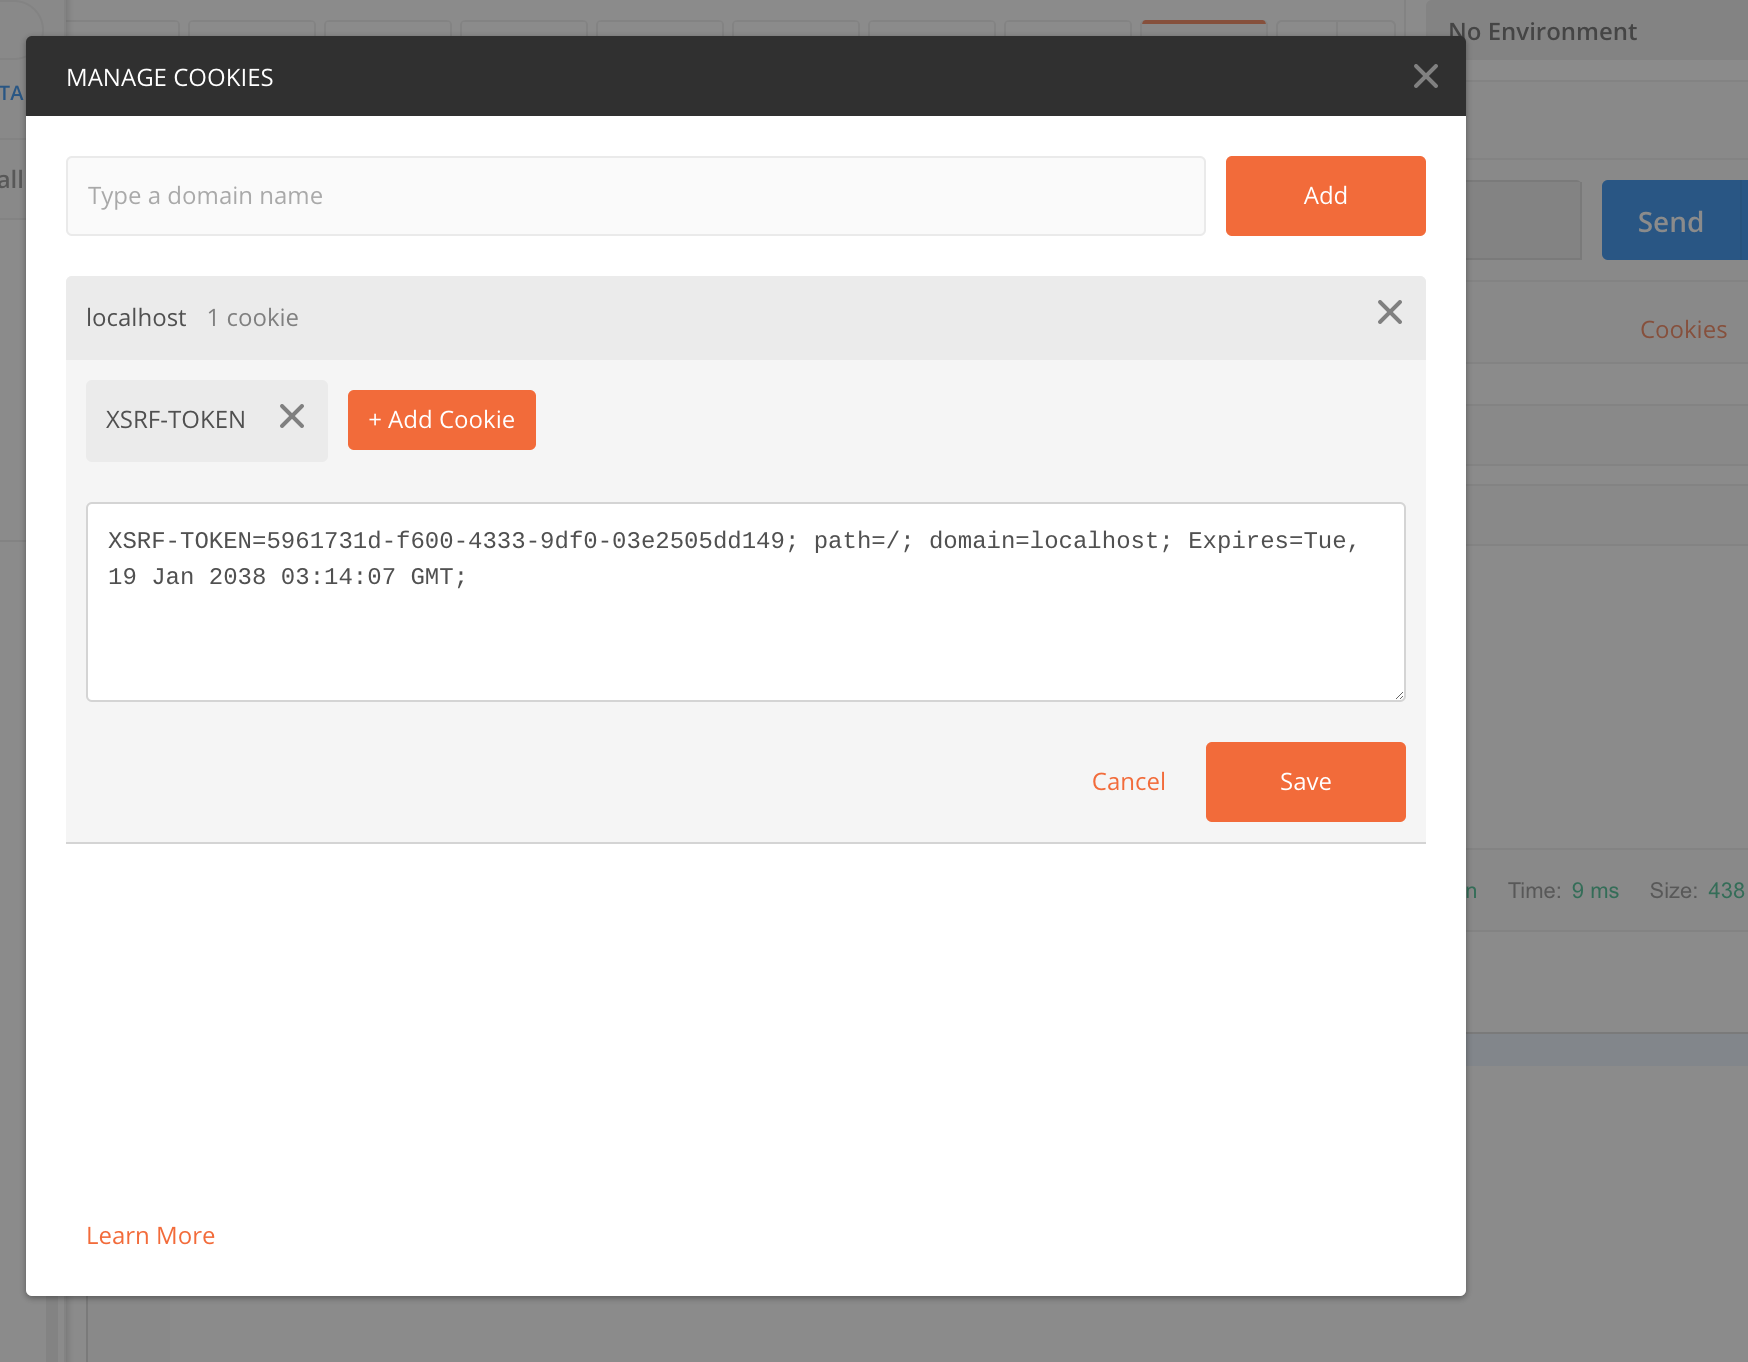 No Environment
MANAGE COOKIES
TA
Type a domain name
Add
all
Send
localhost 1 cookie
Cookies
XSRF-TOKEN
+ Add Cookie
XSRF-TOKEN=5961731d-f600-4333-9df0-03e2505dd149; path=/; domain=localhost; Expires=Tue,
19 Jan 2038 03:14:07 GMT;
Cancel
Save
n Time: 9 ms Size: 438
Learn More